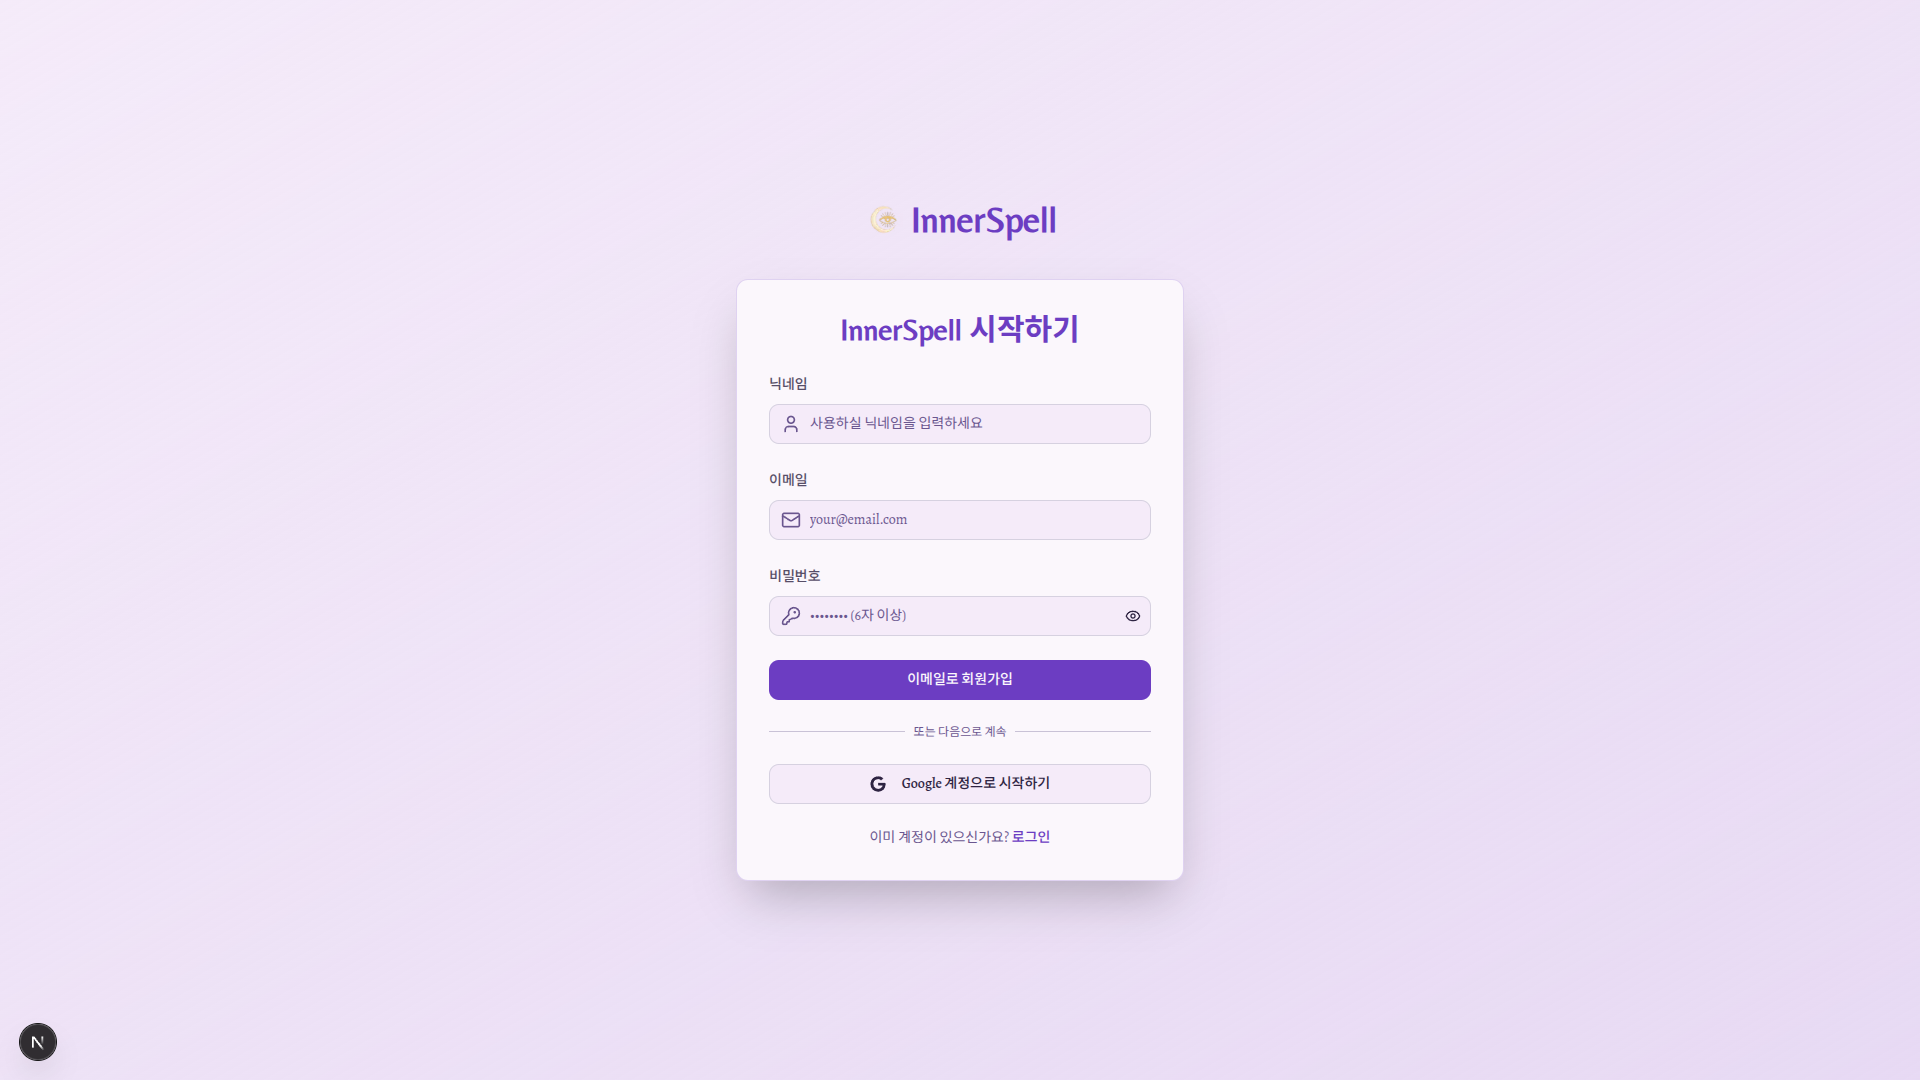 InnerSpell
InnerSpell 시작하기
닉네임
사용하실 닉네임을 입력하세요
이메일
your@email.com
비밀번호
•••••••• (6자 이상)
이메일로 회원가입
또는 다음으로 계속
G Google 계정으로 시작하기
이미 계정이 있으신가요? 로그인
N